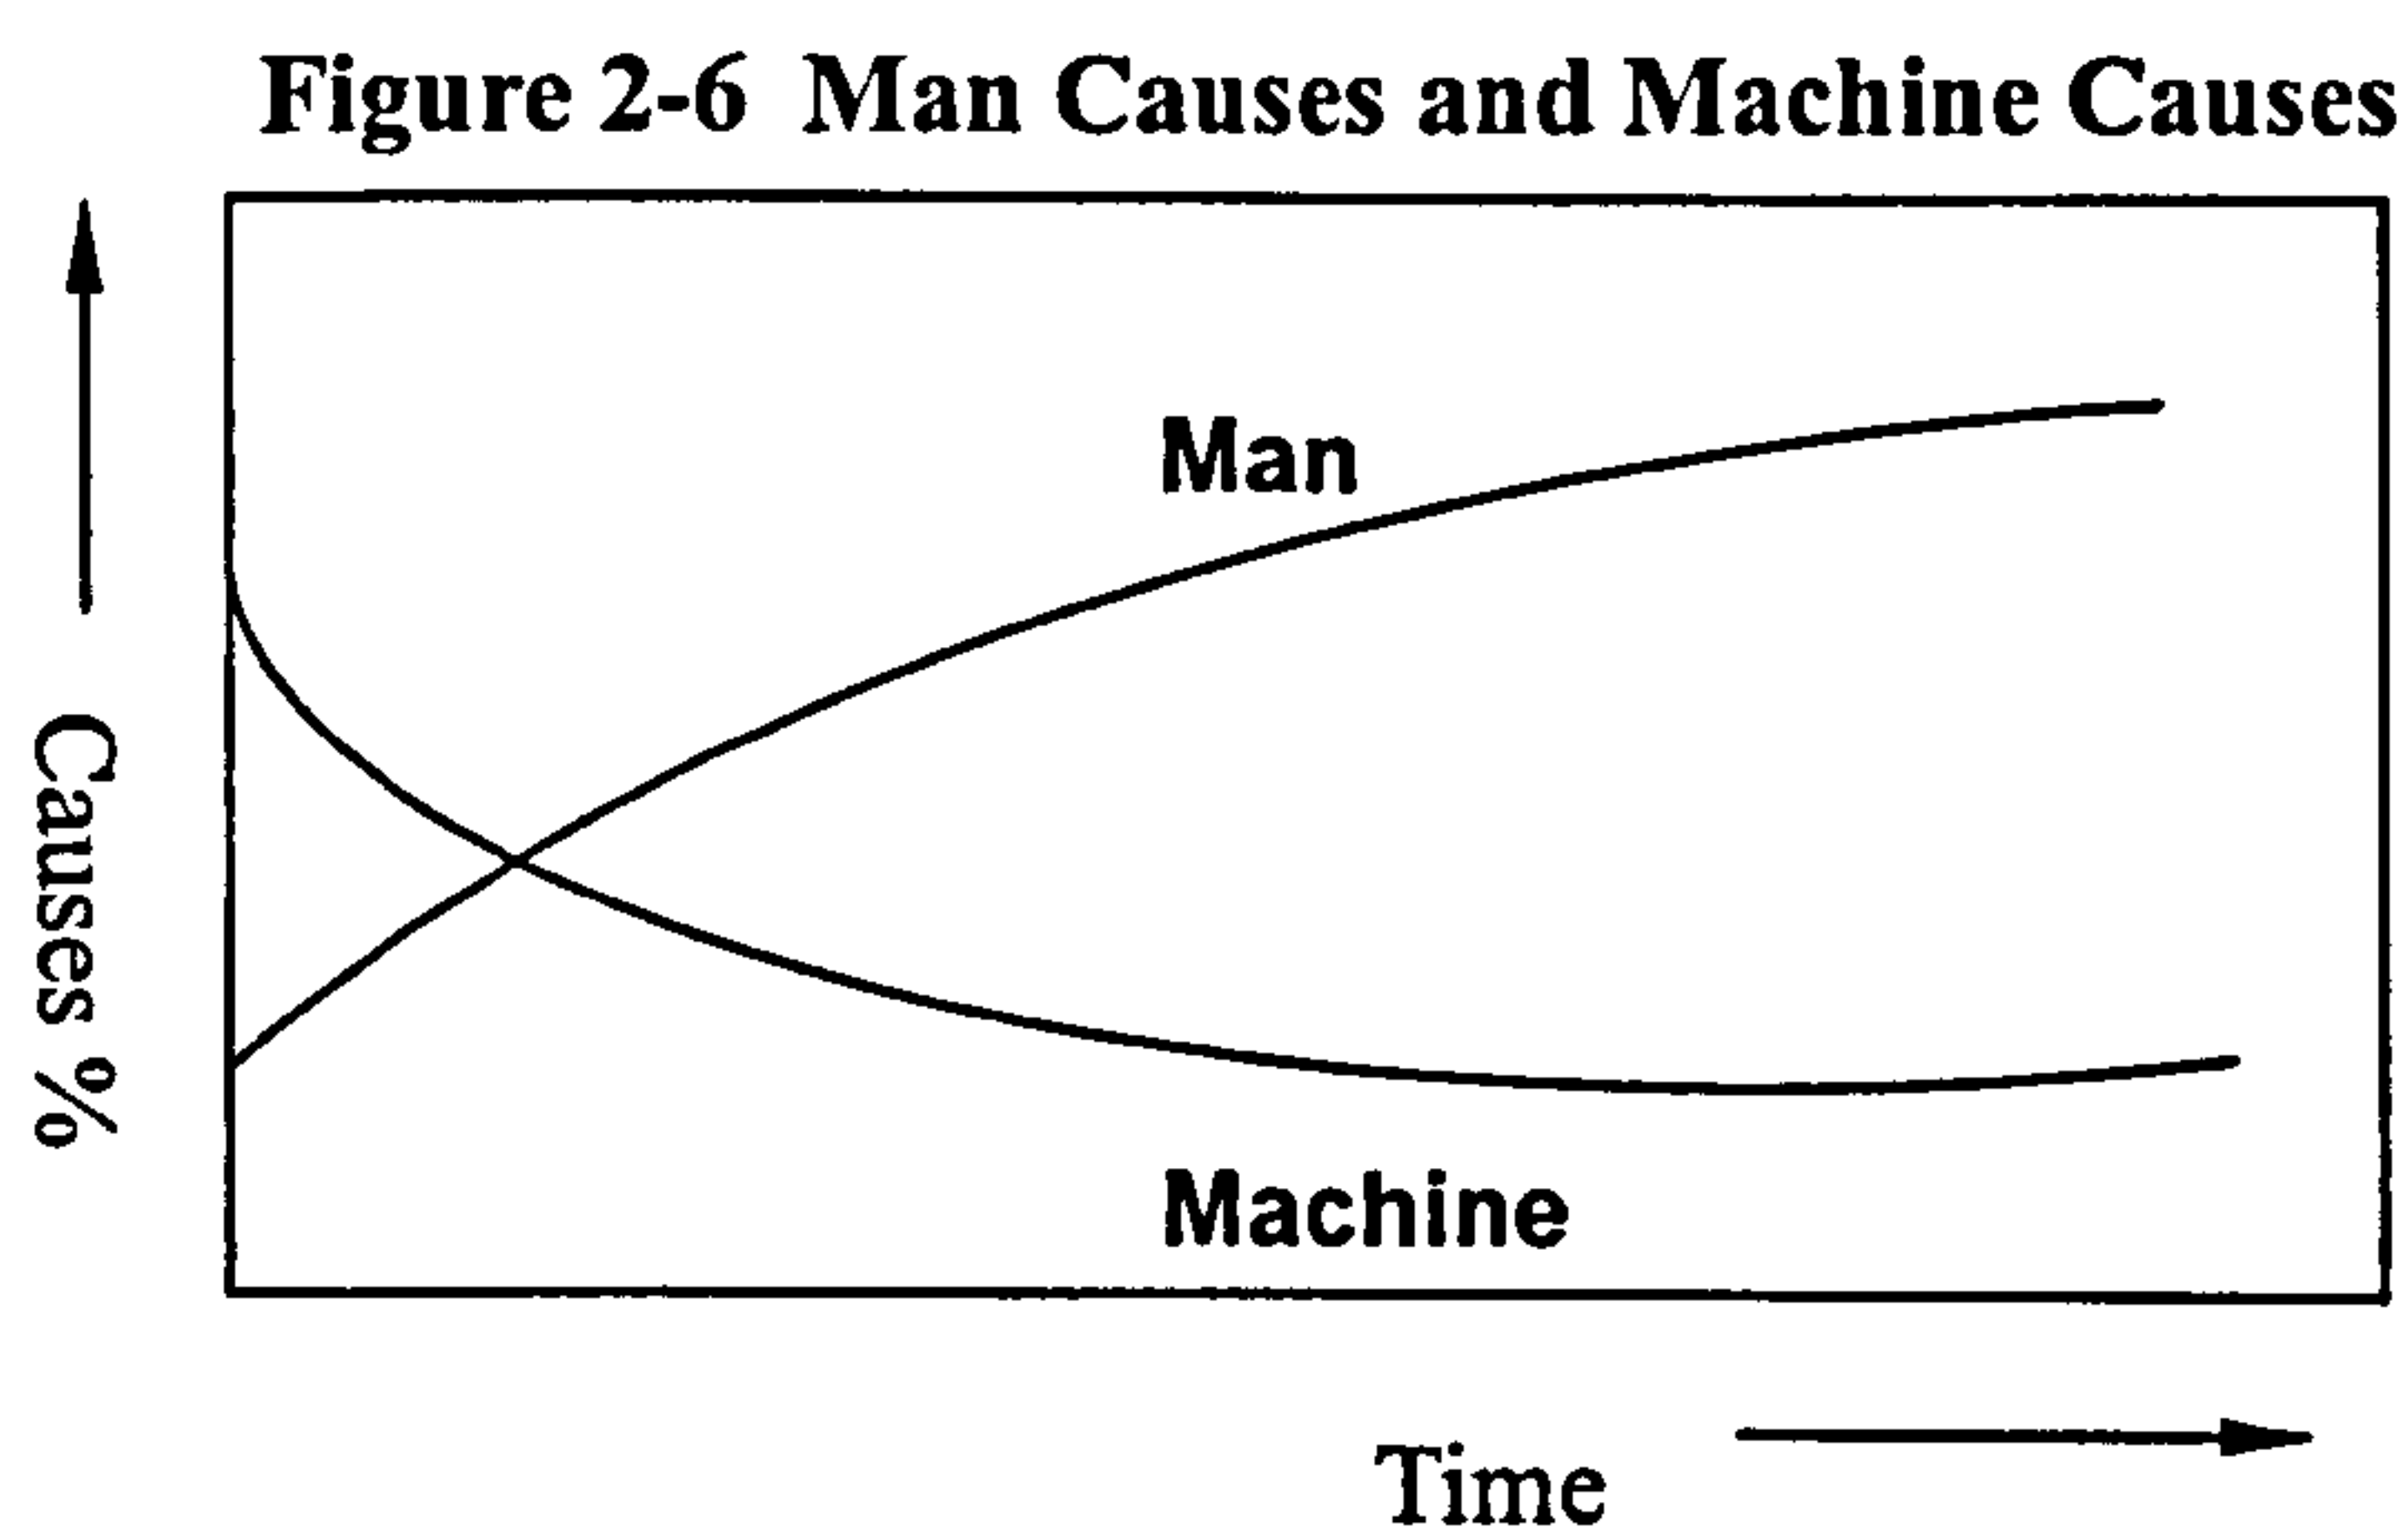 Figure 2-6 Man Causes and Machine Causes
Man
Causes %
Machine
Time